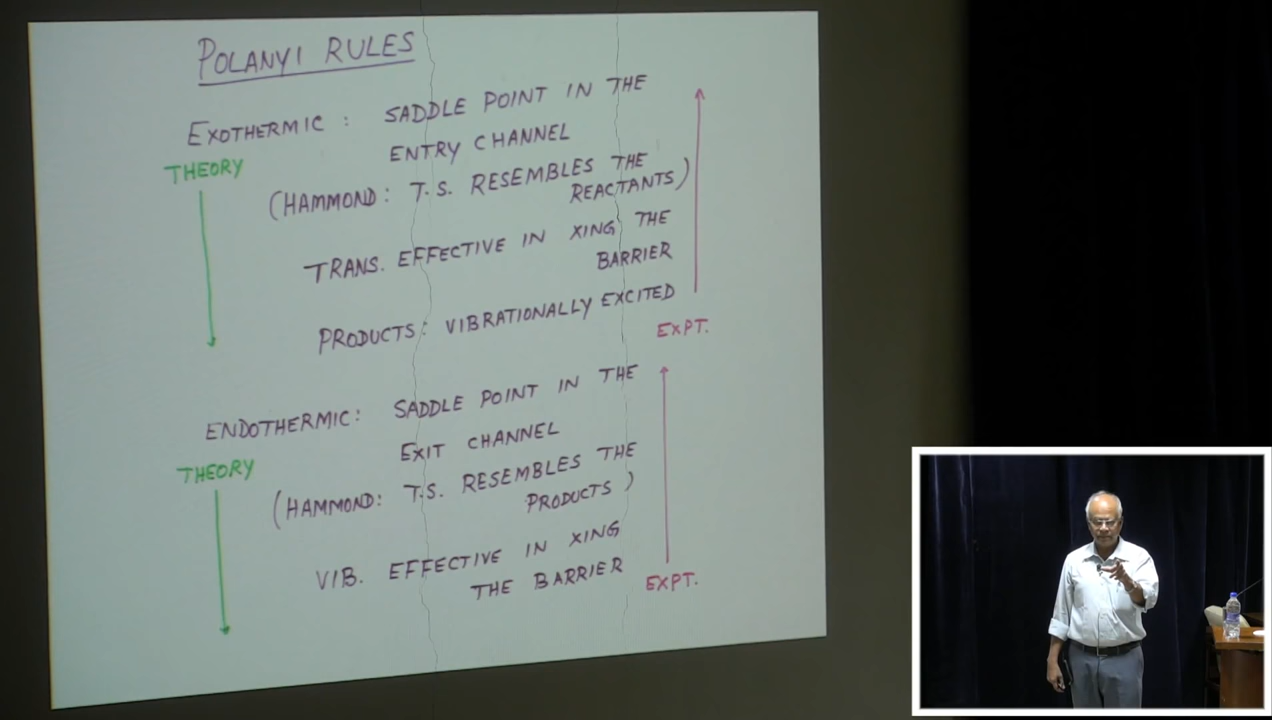 POLANYI RULES
EXOTHERMIC : SADDLE POINT IN THE
ENTRY CHANNEL
THEORY
(HAMMOND: T.S. RESEMBLES THE
REACTANTS)
TRANS. EFFECTIVE IN XING THE
BARRIER
PRODUCTS: VIBRATIONALLY EXCITED
EXPT.
ENDOTHERMIC: SADDLE POINT IN THE
EXIT CHANNEL
THEORY
(HAMMOND: T.S. RESEMBLES THE
PRODUCTS)
VIB. EFFECTIVE IN XING
THE BARRIER
EXPT.